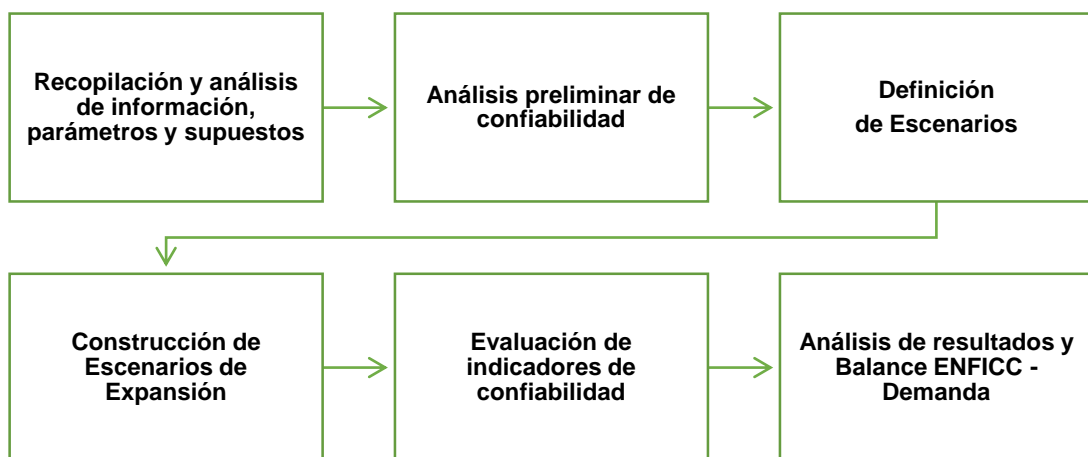 Recopilación y análisis
de información,
parámetros y supuestos
Análisis preliminar de
confiabilidad
Definición
de Escenarios
Construcción de
Escenarios de
Expansión
Evaluación de
indicadores de
confiabilidad
Análisis de resultados y
Balance ENFICC -
Demanda